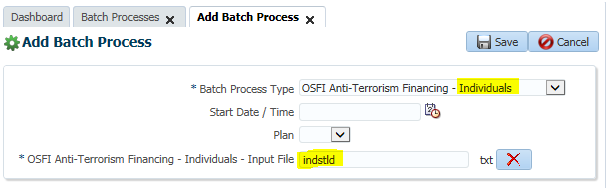 Dashboard Batch Processes Add Batch Process
Add Batch Process Save Cancel
* Batch Process Type OSFI Anti-Terrorism Financing - Individuals
Start Date / Time
Plan
* OSFI Anti-Terrorism Financing - Individuals - Input File indstld txt